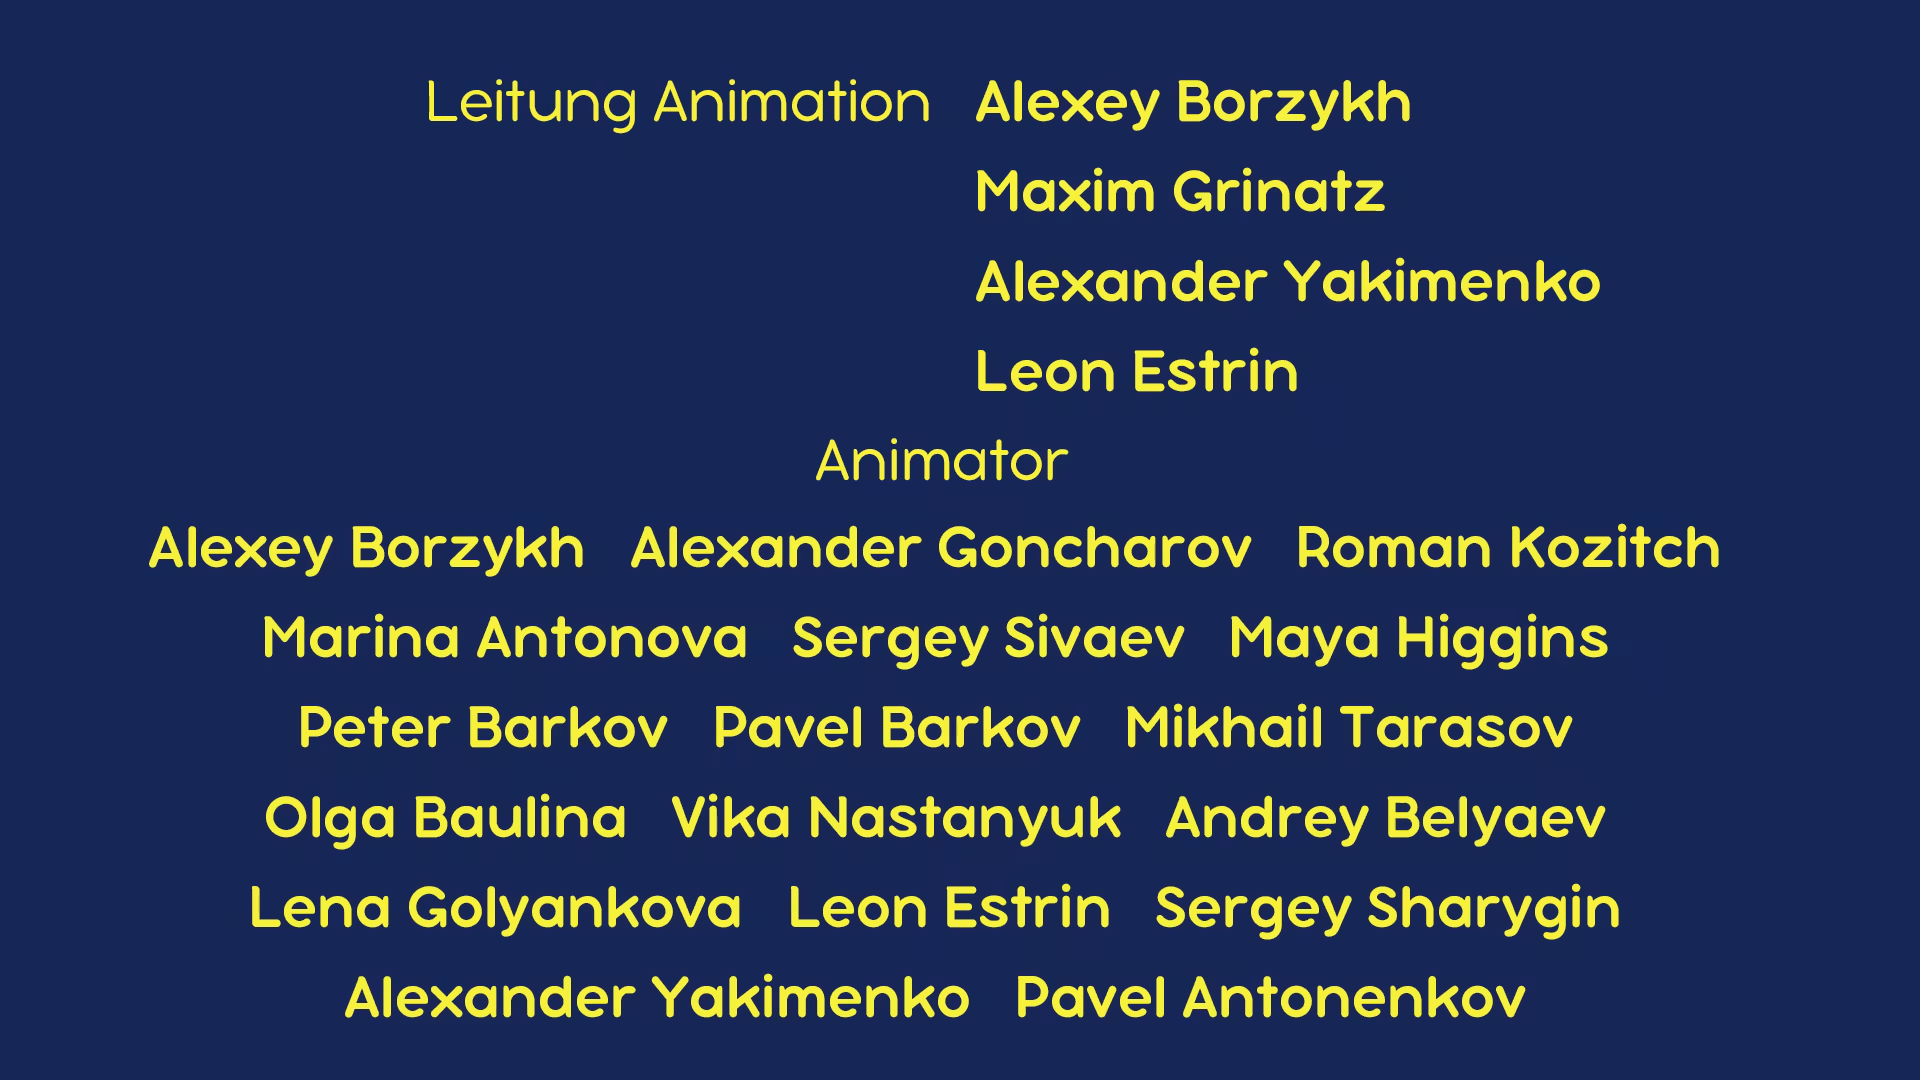 Leitung Animation Alexey Borzykh
Maxim Grinatz
Alexander Yakimenko
Leon Estrin
Animator
Alexey Borzykh Alexander Goncharov Roman Kozitch
Marina Antonova Sergey Sivaev Maya Higgins
Peter Barkov Pavel Barkov Mikhail Tarasov
Olga Baulina Vika Nastanyuk Andrey Belyaev
Lena Golyankova Leon Estrin Sergey Sharygin
Alexander Yakimenko Pavel Antonenkov